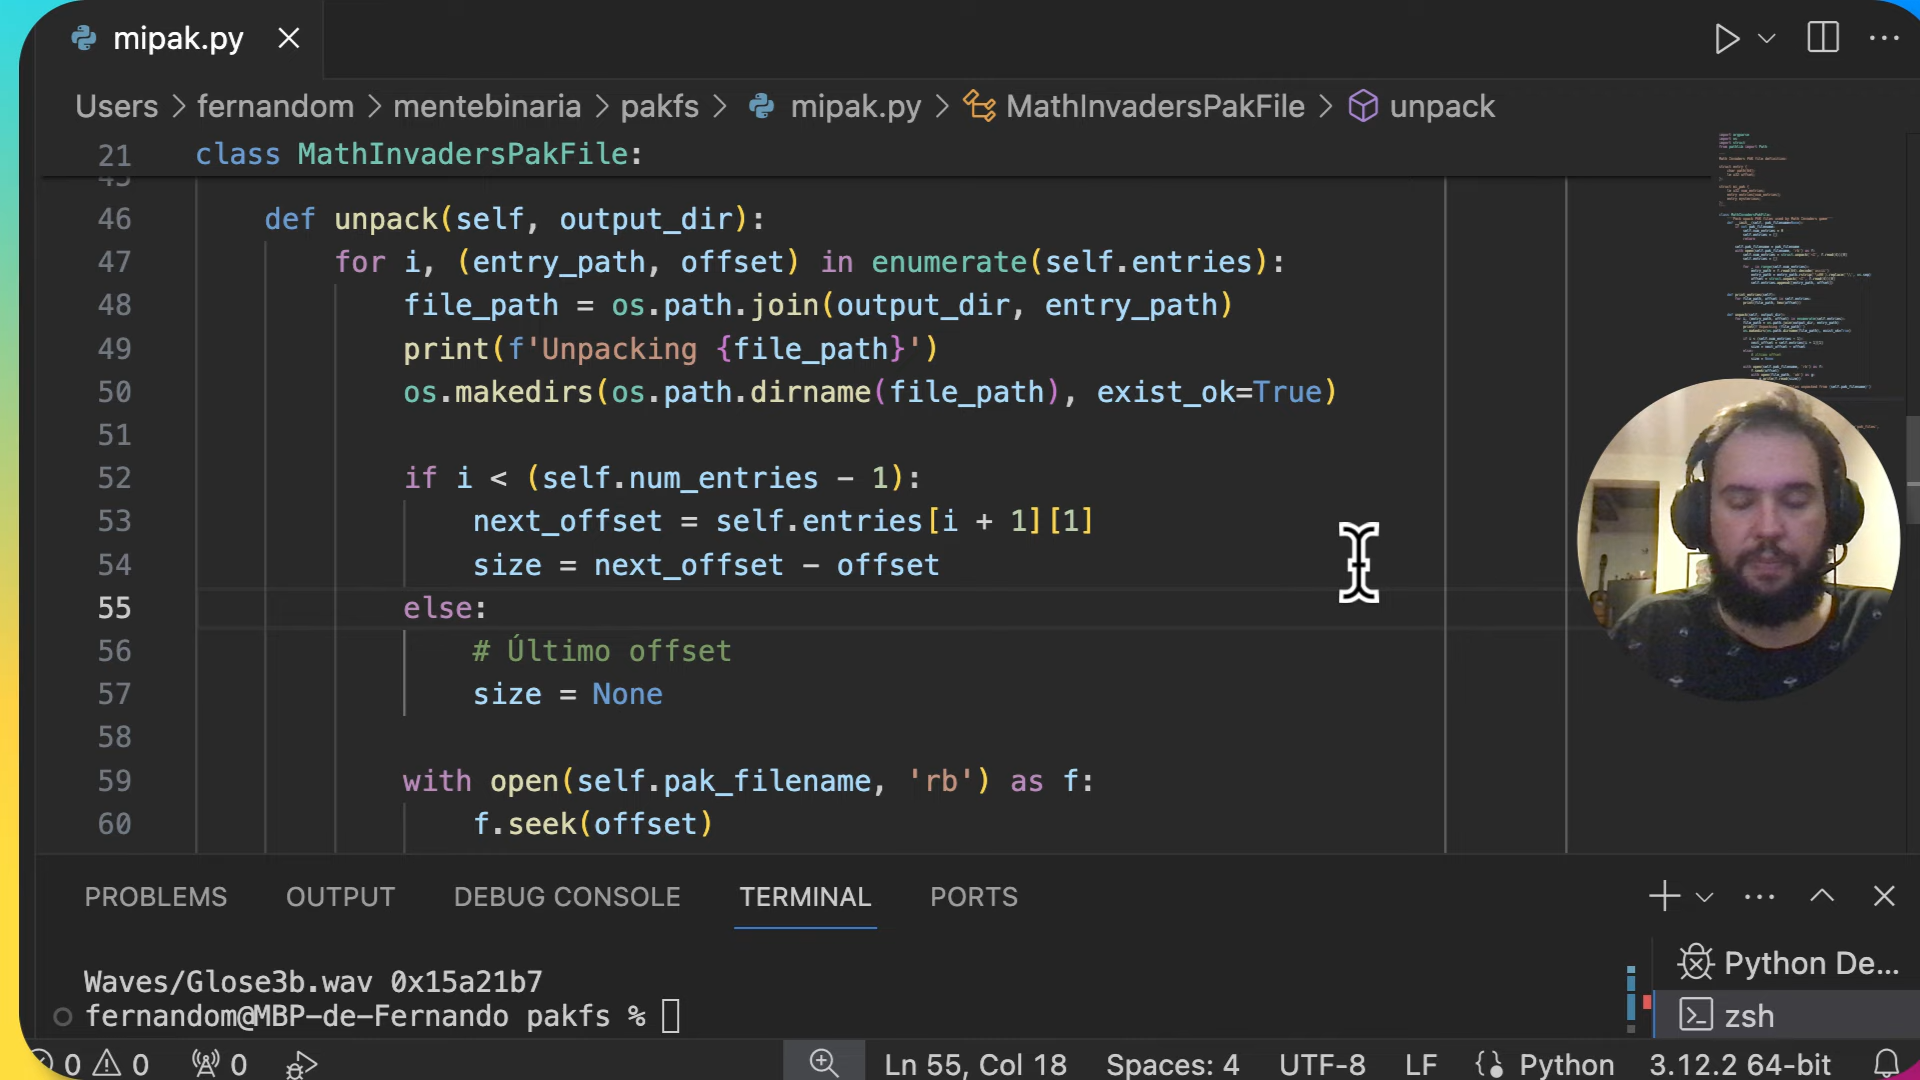 mipak.py
Users > fernandom > mentebinaria > pakfs > mipak.py > MathInvadersPakFile > unpack
21 class MathInvadersPakFile:
45
46 def unpack(self, output_dir):
47 for i, (entry_path, offset) in enumerate(self.entries):
48 file_path = os.path.join(output_dir, entry_path)
49 print(f'Unpacking {file_path}')
50 os.makedirs(os.path.dirname(file_path), exist_ok=True)
51
52 if i < (self.num_entries - 1):
53 next_offset = self.entries[i + 1][1]
54 size = next_offset - offset
55 else:
56 # Último offset
57 size = None
58
59 with open(self.pak_filename, 'rb') as f:
60 f.seek(offset)
PROBLEMS OUTPUT DEBUG CONSOLE TERMINAL PORTS
Waves/Glose3b.wav 0x15a21b7
fernandom@MBP-de-Fernando pakfs %
Python De...
zsh
0 0 0 Ln 55, Col 18 Spaces: 4 UTF-8 LF Python 3.12.2 64-bit